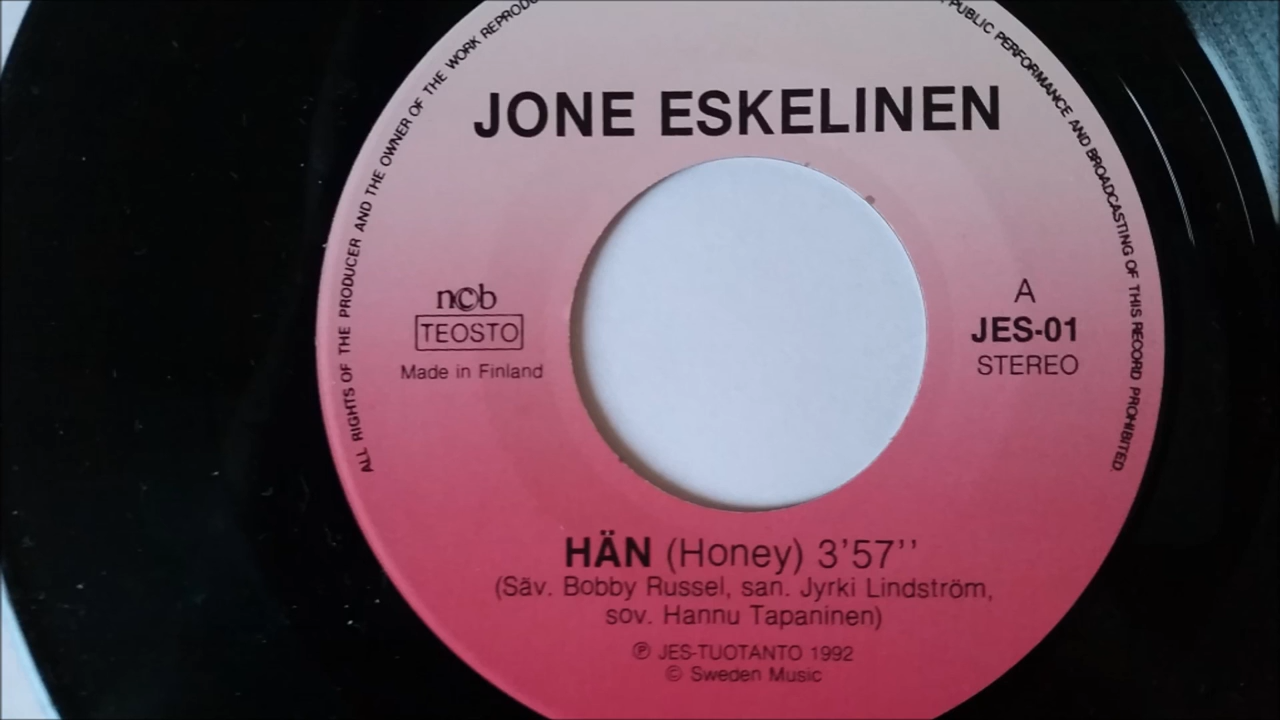 ALL RIGHTS OF THE PRODUCER AND THE OWNER OF THE WORK
PUBLIC PERFORMANCE AND BROADCASTING OF THIS RECORD PROHIBITED.
JONE ESKELINEN
ncb
TEOSTO
Made in Finland
A
JES-01
STEREO
HÄN (Honey) 3'57''
(Säv. Bobby Russel, san. Jyrki Lindström,
sov. Hannu Tapaninen)
℗ JES-TUOTANTO 1992
© Sweden Music